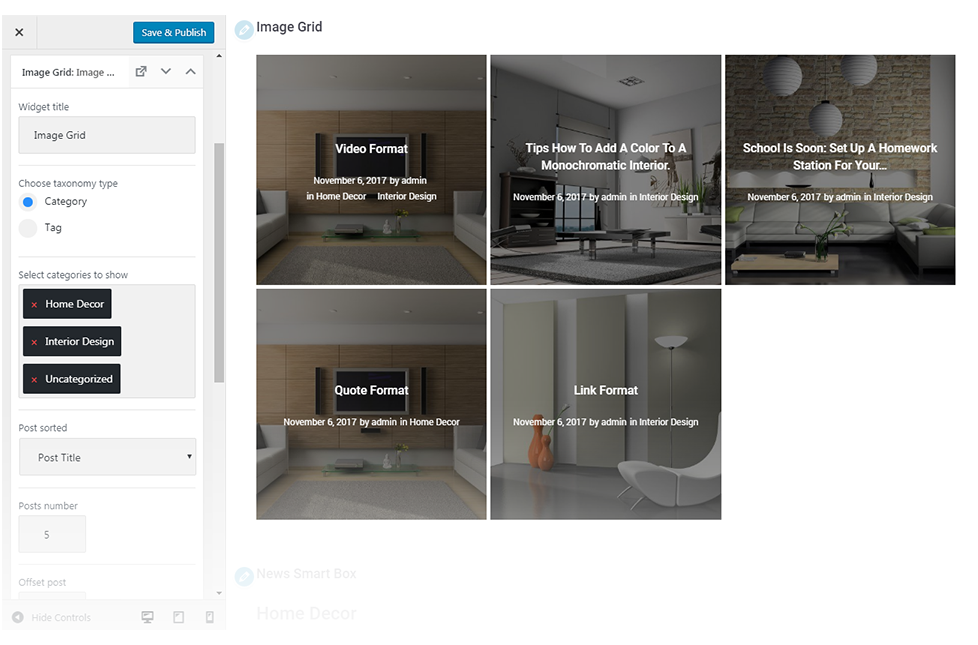 Save & Publish
Image Grid: Image ...
Widget title
Image Grid
Choose taxonomy type
Category
Tag
Select categories to show
× Home Decor
× Interior Design
× Uncategorized
Post sorted
Post Title
Posts number
5
Offset post
Hide Controls
Image Grid
Video Format
November 6, 2017 by admin
in Home Decor Interior Design
Tips How To Add A Color To A
Monochromatic Interior.
November 6, 2017 by admin in Interior Design
School Is Soon: Set Up A Homework
Station For Your...
November 6, 2017 by admin in Interior Design
Quote Format
November 6, 2017 by admin in Home Decor
Link Format
November 6, 2017 by admin in Interior Design
News Smart Box
Home Decor